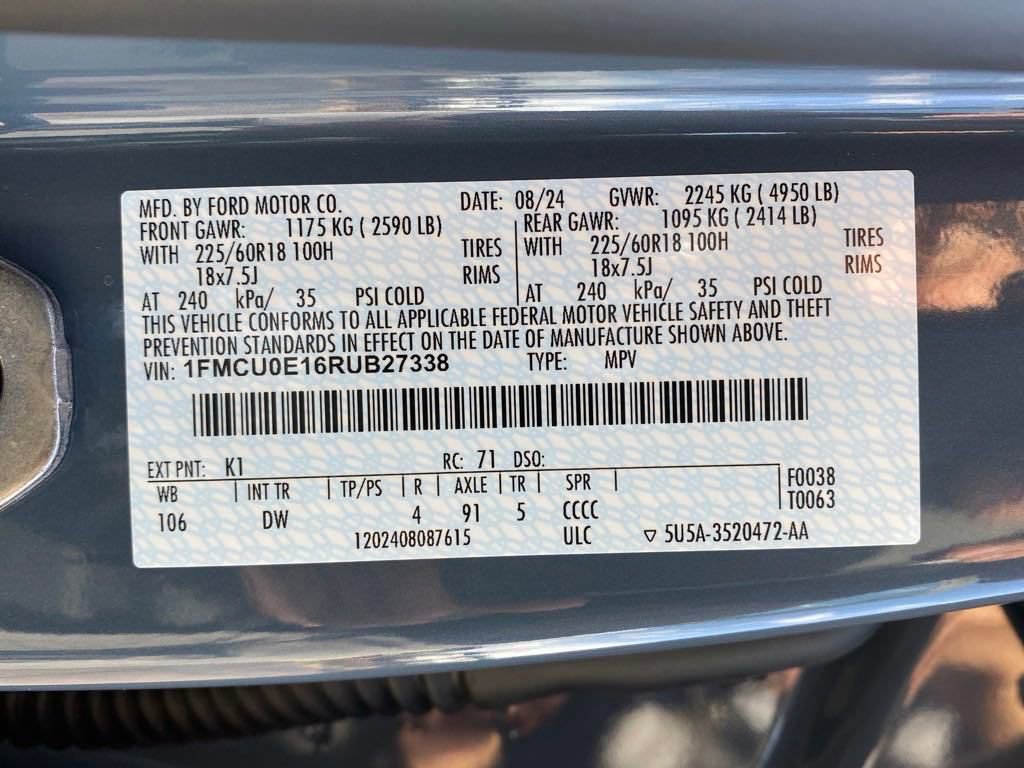 MFD. BY FORD MOTOR CO. DATE: 08/24 GVWR: 2245 KG ( 4950 LB)
FRONT GAWR: 1175 KG ( 2590 LB) REAR GAWR: 1095 KG ( 2414 LB)
WITH 225/60R18 100H TIRES WITH 225/60R18 100H TIRES
18x7.5J RIMS 18x7.5J RIMS
AT 240 kPa/ 35 PSI COLD AT 240 kPa/ 35 PSI COLD
THIS VEHICLE CONFORMS TO ALL APPLICABLE FEDERAL MOTOR VEHICLE SAFETY AND THEFT
PREVENTION STANDARDS IN EFFECT ON THE DATE OF MANUFACTURE SHOWN ABOVE.
VIN: 1FMCU0E16RUB27338 TYPE: MPV
EXT PNT: K1 RC: 71 DSO:
WB INT TR TP/PS R AXLE TR SPR F0038
106 DW 4 91 5 CCCC T0063
1202408087615 ULC ▽ 5U5A-3520472-AA